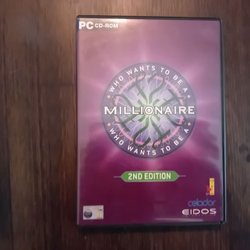 PC CD-ROM
WHO WANTS TO BE A
MILLIONAIRE
WHO WANTS TO BE A
2ND EDITION
celador
EIDOS